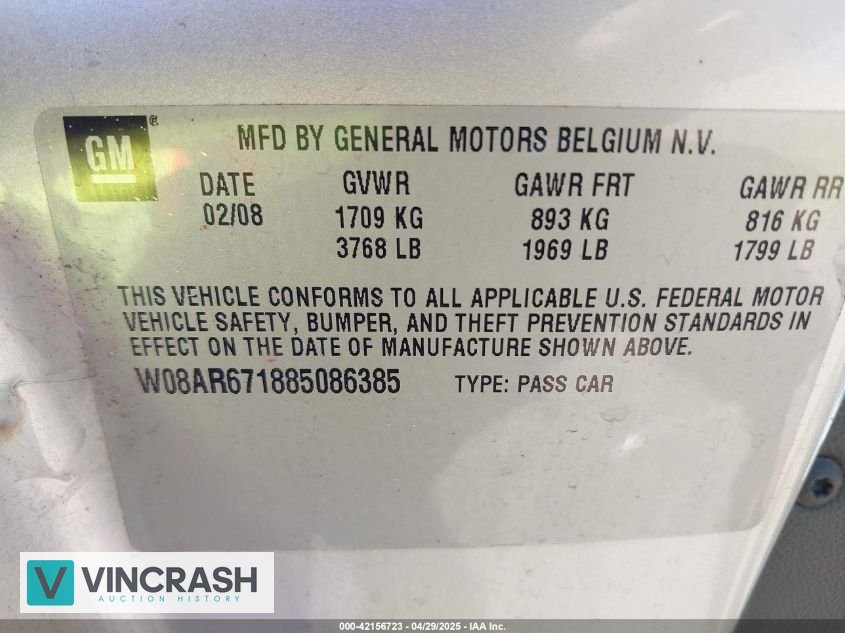 GM®
MFD BY GENERAL MOTORS BELGIUM N.V.
DATE GVWR GAWR FRT GAWR RR
02/08 1709 KG 893 KG 816 KG
3768 LB 1969 LB 1799 LB
THIS VEHICLE CONFORMS TO ALL APPLICABLE U.S. FEDERAL MOTOR
VEHICLE SAFETY, BUMPER, AND THEFT PREVENTION STANDARDS IN
EFFECT ON THE DATE OF MANUFACTURE SHOWN ABOVE.
W08AR671885086385 TYPE: PASS CAR
V VINCRASH
AUCTION HISTORY
000-42156723 - 04/29/2025 - IAA Inc.